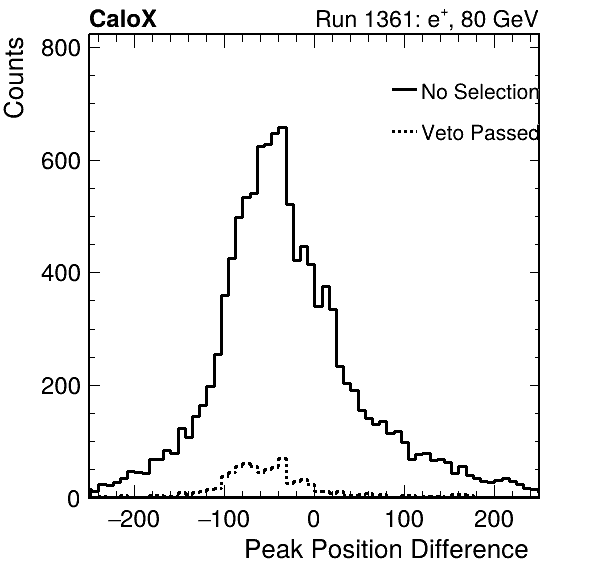 CaloX Run 1361: e⁺, 80 GeV
Counts
800
600
400
200
0
No Selection
Veto Passed
−200 −100 0 100 200
Peak Position Difference